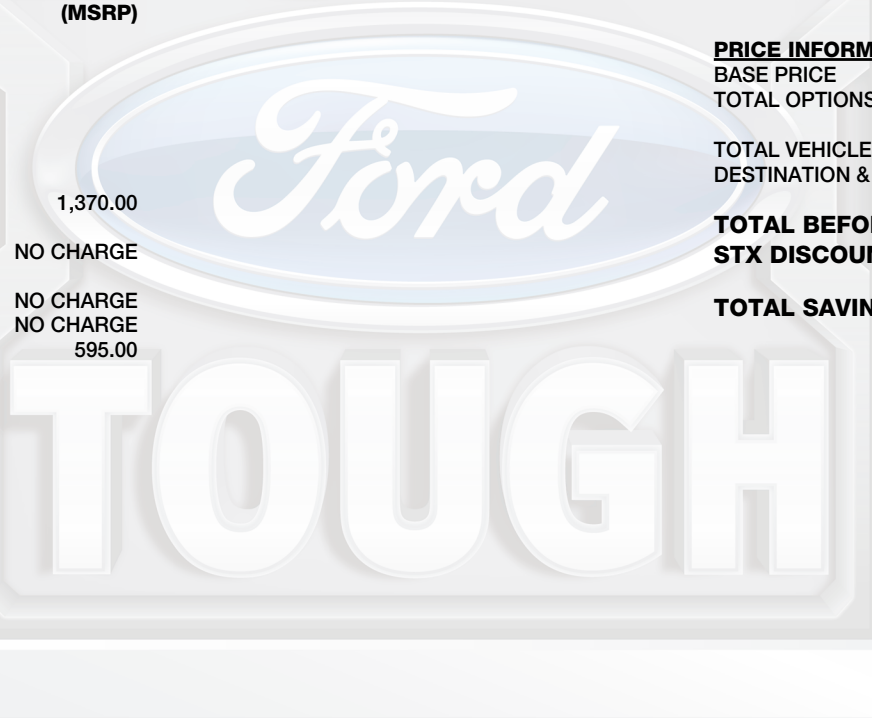 (MSRP)
1,370.00
NO CHARGE
NO CHARGE
NO CHARGE
595.00
PRICE INFORM
BASE PRICE
TOTAL OPTIONS
TOTAL VEHICLE
DESTINATION &
TOTAL BEFO
STX DISCOUN
TOTAL SAVIN
Ford
TOUGH